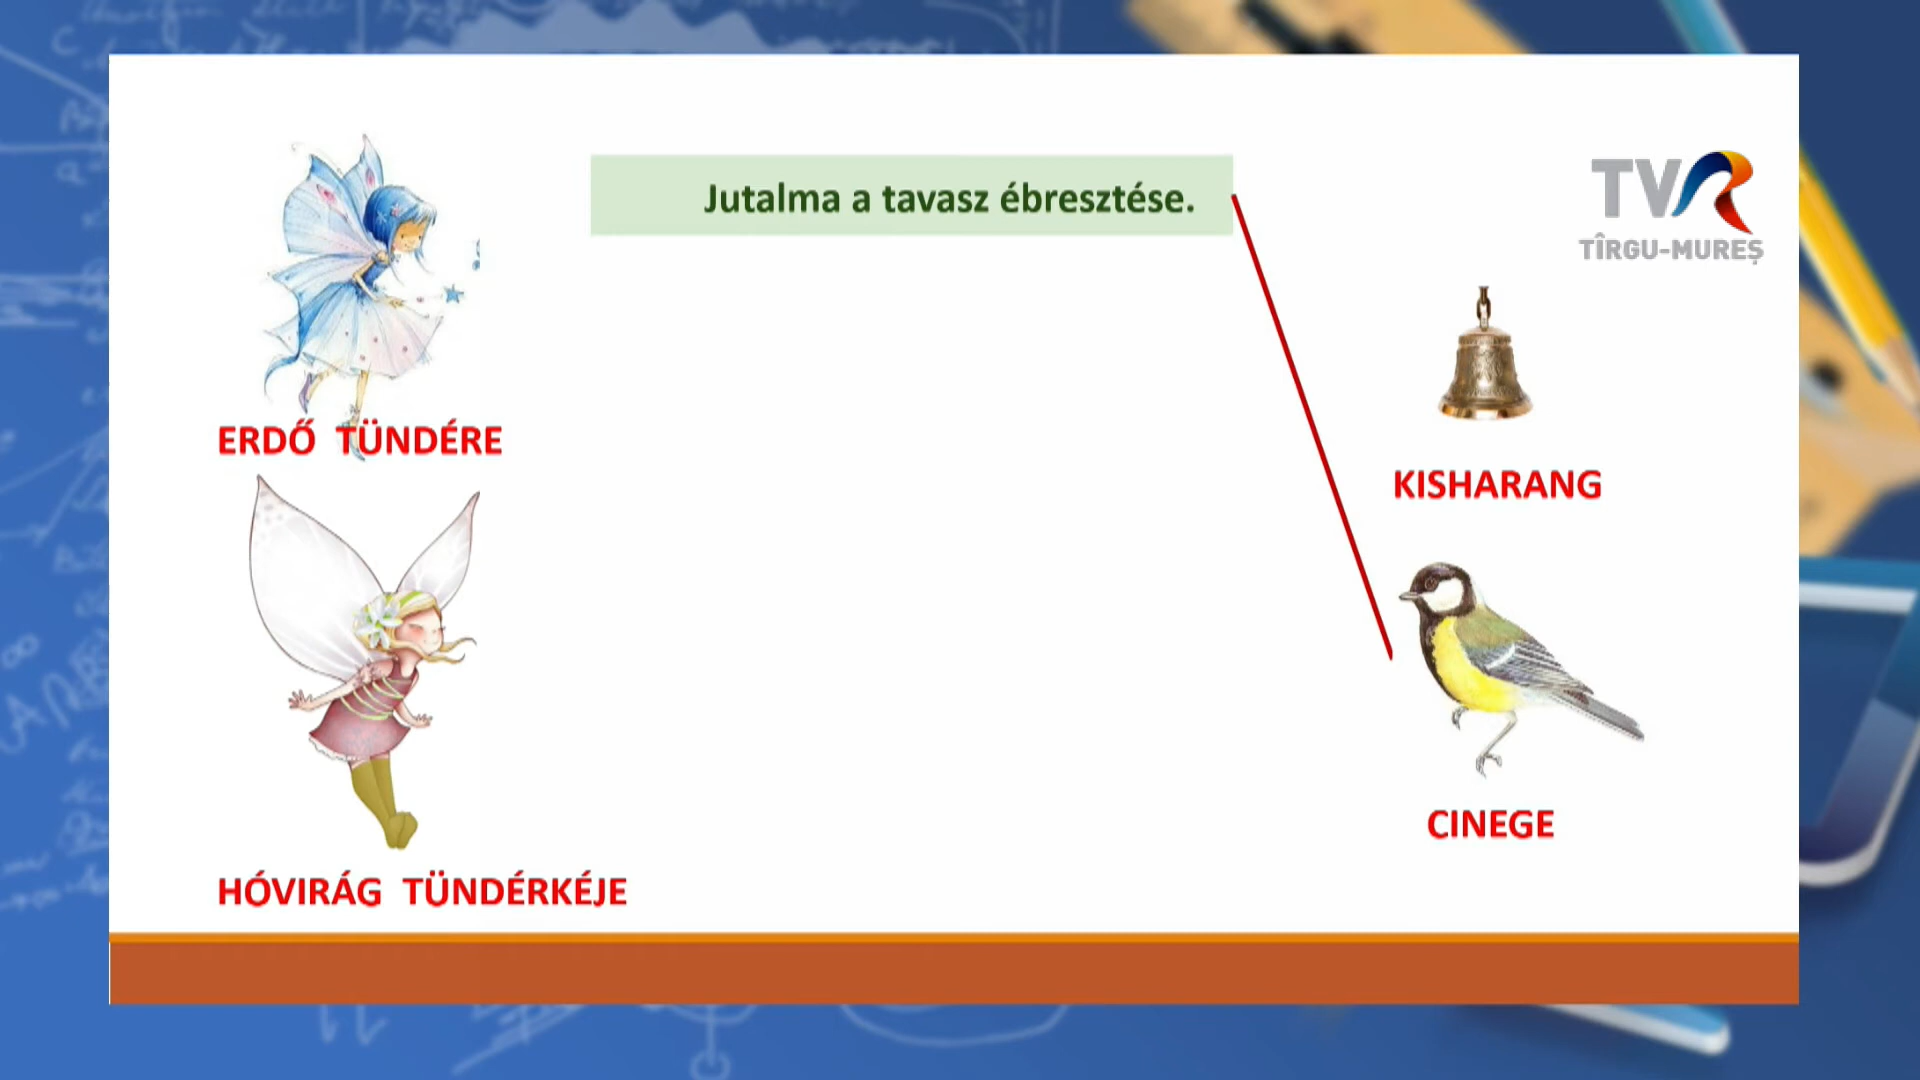 Jutalma a tavasz ébresztése.
TVR
TÎRGU-MUREȘ
ERDŐ TÜNDÉRE
KISHARANG
CINEGE
HÓVIRÁG TÜNDÉRKÉJE